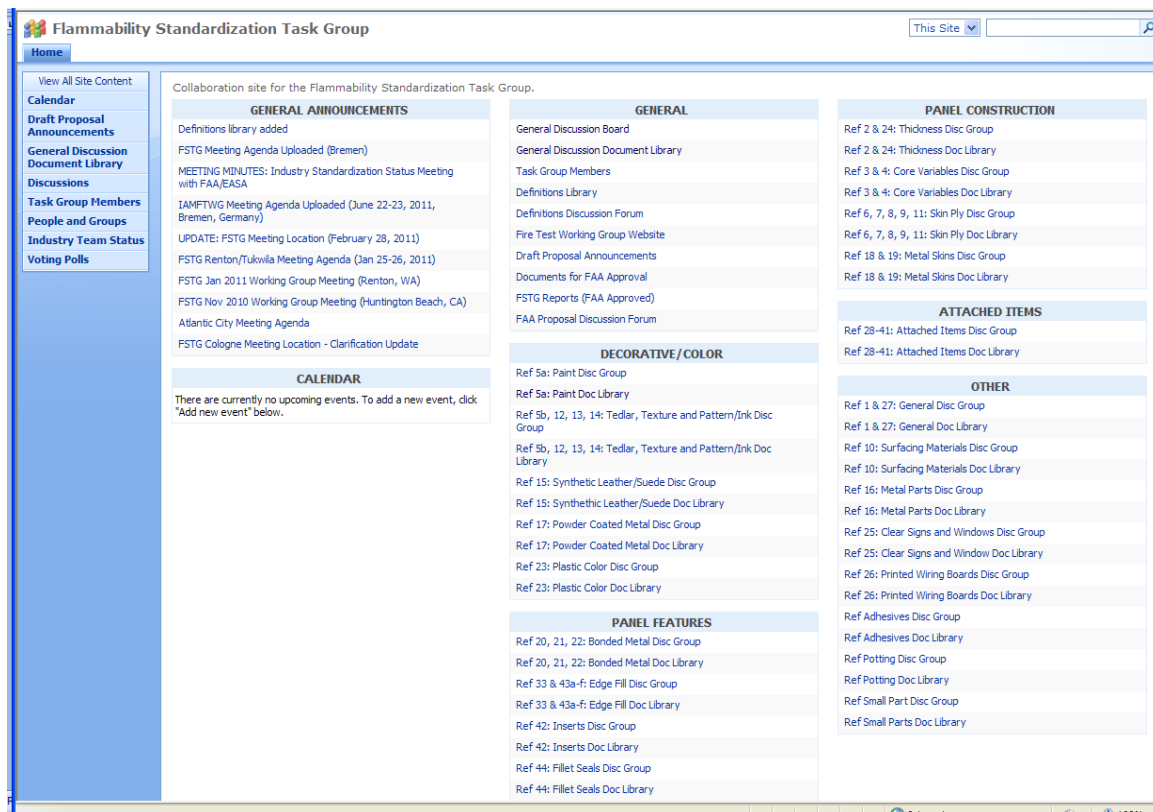 Flammability Standardization Task Group
This Site
Home
View All Site Content
Calendar
Draft Proposal
Announcements
General Discussion
Document Library
Discussions
Task Group Members
People and Groups
Industry Team Status
Voting Polls
Collaboration site for the Flammability Standardization Task Group.
GENERAL ANNOUNCEMENTS
Definitions library added
FSTG Meeting Agenda Uploaded (Bremen)
MEETING MINUTES: Industry Standardization Status Meeting
with FAA/EASA
IAMFTWG Meeting Agenda Uploaded (June 22-23, 2011,
Bremen, Germany)
UPDATE: FSTG Meeting Location (February 28, 2011)
FSTG Renton/Tukwila Meeting Agenda (Jan 25-26, 2011)
FSTG Jan 2011 Working Group Meeting (Renton, WA)
FSTG Nov 2010 Working Group Meeting (Huntington Beach, CA)
Atlantic City Meeting Agenda
FSTG Cologne Meeting Location - Clarification Update
CALENDAR
There are currently no upcoming events. To add a new event, click
"Add new event" below.
GENERAL
General Discussion Board
General Discussion Document Library
Task Group Members
Definitions Library
Definitions Discussion Forum
Fire Test Working Group Website
Draft Proposal Announcements
Documents for FAA Approval
FSTG Reports (FAA Approved)
FAA Proposal Discussion Forum
DECORATIVE/COLOR
Ref 5a: Paint Disc Group
Ref 5a: Paint Doc Library
Ref 5b, 12, 13, 14: Tedlar, Texture and Pattern/Ink Disc
Group
Ref 5b, 12, 13, 14: Tedlar, Texture and Pattern/Ink Doc
Library
Ref 15: Synthetic Leather/Suede Disc Group
Ref 15: Synthethic Leather/Suede Doc Library
Ref 17: Powder Coated Metal Disc Group
Ref 17: Powder Coated Metal Doc Library
Ref 23: Plastic Color Disc Group
Ref 23: Plastic Color Doc Library
PANEL FEATURES
Ref 20, 21, 22: Bonded Metal Disc Group
Ref 20, 21, 22: Bonded Metal Doc Library
Ref 33 & 43a-f: Edge Fill Disc Group
Ref 33 & 43a-f: Edge Fill Doc Library
Ref 42: Inserts Disc Group
Ref 42: Inserts Doc Library
Ref 44: Fillet Seals Disc Group
Ref 44: Fillet Seals Doc Library
PANEL CONSTRUCTION
Ref 2 & 24: Thickness Disc Group
Ref 2 & 24: Thickness Doc Library
Ref 3 & 4: Core Variables Disc Group
Ref 3 & 4: Core Variables Doc Library
Ref 6, 7, 8, 9, 11: Skin Ply Disc Group
Ref 6, 7, 8, 9, 11: Skin Ply Doc Library
Ref 18 & 19: Metal Skins Disc Group
Ref 18 & 19: Metal Skins Doc Library
ATTACHED ITEMS
Ref 28-41: Attached Items Disc Group
Ref 28-41: Attached Items Doc Library
OTHER
Ref 1 & 27: General Disc Group
Ref 1 & 27: General Doc Library
Ref 10: Surfacing Materials Disc Group
Ref 10: Surfacing Materials Doc Library
Ref 16: Metal Parts Disc Group
Ref 16: Metal Parts Doc Library
Ref 25: Clear Signs and Windows Disc Group
Ref 25: Clear Signs and Window Doc Library
Ref 26: Printed Wiring Boards Disc Group
Ref 26: Printed Wiring Boards Doc Library
Ref Adhesives Disc Group
Ref Adhesives Doc Library
Ref Potting Disc Group
Ref Potting Doc Library
Ref Small Part Disc Group
Ref Small Parts Doc Library